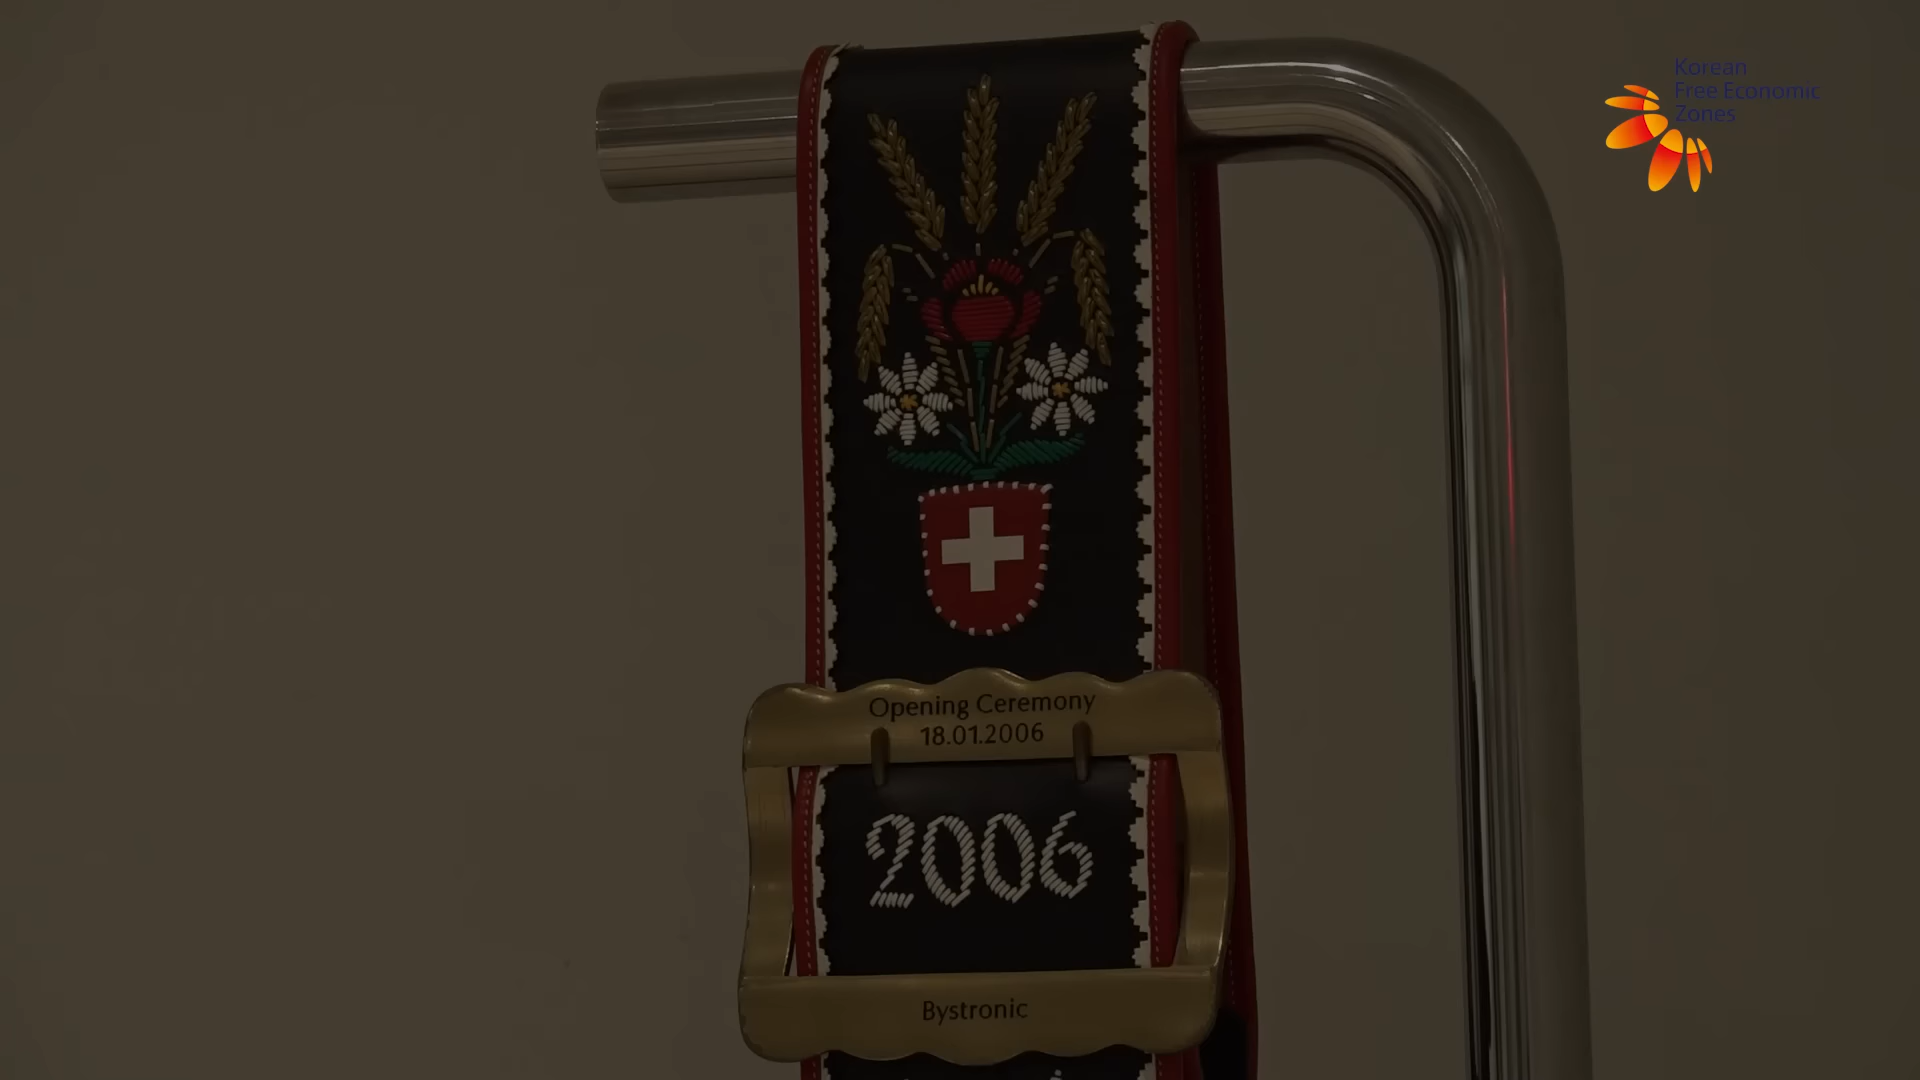 Korean
Free Economic
Zones
Opening Ceremony
18.01.2006
2006
Bystronic